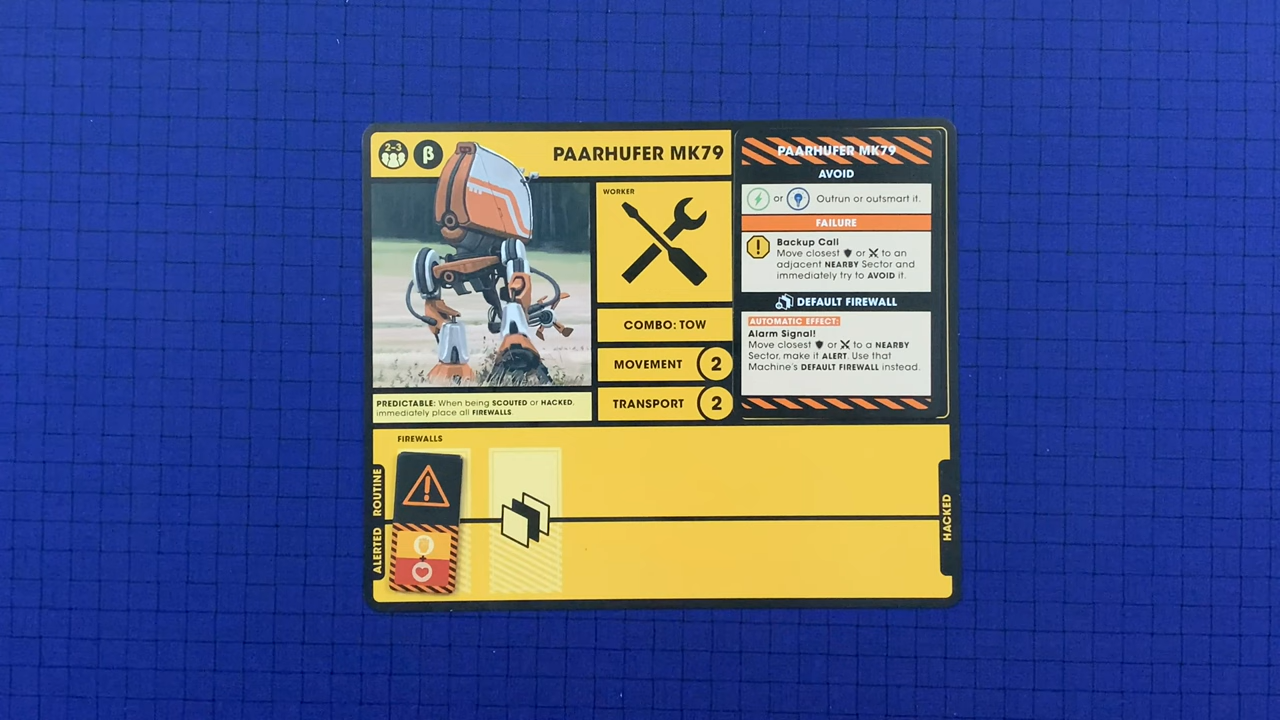 2-3
β
PAARHUFER MK79
WORKER
COMBO: TOW
MOVEMENT 2
TRANSPORT 2
PREDICTABLE: When being SCOUTED or HACKED,
immediately place all FIREWALLS.
PAARHUFER MK79
AVOID
or Outrun or outsmart it.
FAILURE
Backup Call
Move closest or to an
adjacent NEARBY Sector and
immediately try to AVOID it.
DEFAULT FIREWALL
AUTOMATIC EFFECT:
Alarm Signal!
Move closest or to a NEARBY
Sector, make it ALERT. Use that
Machine's DEFAULT FIREWALL instead.
FIREWALLS
ROUTINE
ALERTED
HACKED